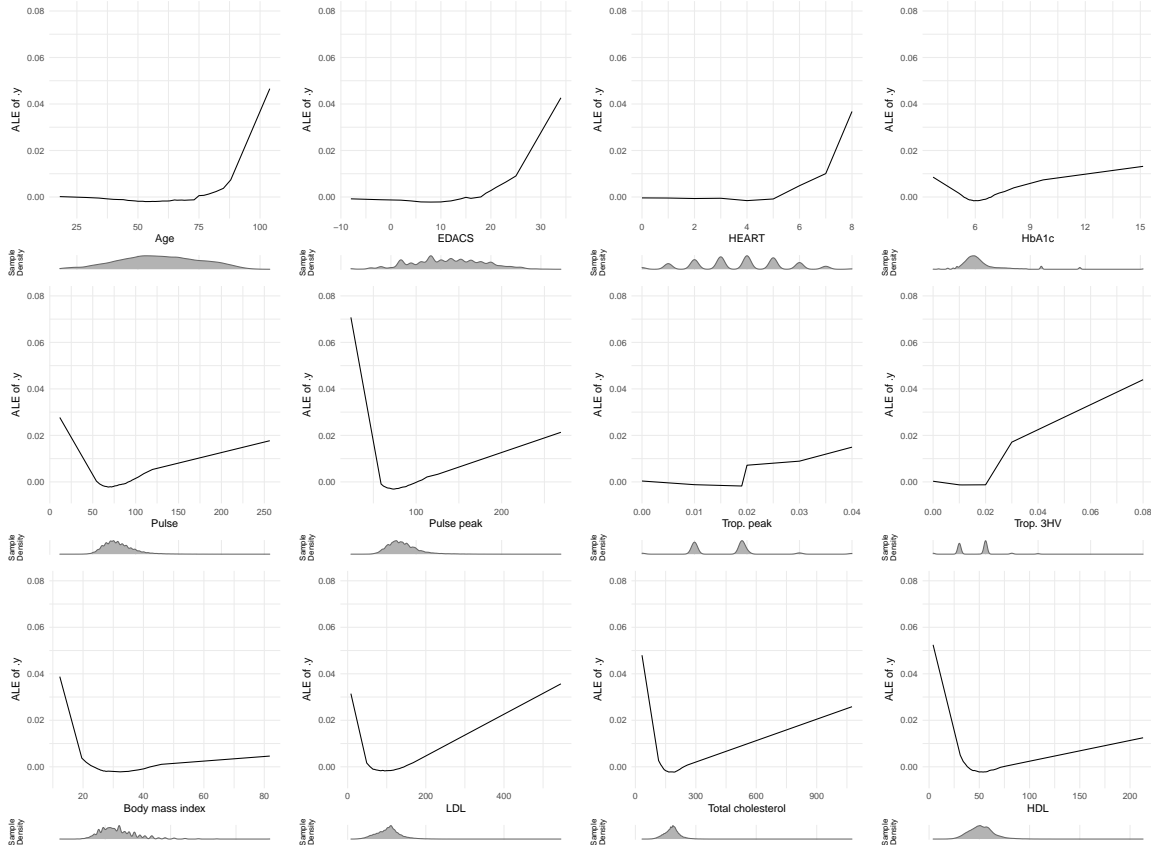 0.08
0.06
0.04
0.02
0.00
ALE of .y
25 50 75 100
Age
Sample
Density
0.08
0.06
0.04
0.02
0.00
ALE of .y
−10 0 10 20 30
EDACS
Sample
Density
0.08
0.06
0.04
0.02
0.00
ALE of .y
0 2 4 6 8
HEART
Sample
Density
0.08
0.06
0.04
0.02
0.00
ALE of .y
6 9 12 15
HbA1c
Sample
Density
0.08
0.06
0.04
0.02
0.00
ALE of .y
0 50 100 150 200 250
Pulse
Sample
Density
0.08
0.06
0.04
0.02
0.00
ALE of .y
100 200
Pulse peak
Sample
Density
0.08
0.06
0.04
0.02
0.00
ALE of .y
0.00 0.01 0.02 0.03 0.04
Trop. peak
Sample
Density
0.08
0.06
0.04
0.02
0.00
ALE of .y
0.00 0.02 0.04 0.06 0.08
Trop. 3HV
Sample
Density
0.08
0.06
0.04
0.02
0.00
ALE of .y
20 40 60 80
Body mass index
Sample
Density
0.08
0.06
0.04
0.02
0.00
ALE of .y
0 200 400
LDL
Sample
Density
0.08
0.06
0.04
0.02
0.00
ALE of .y
0 300 600 900
Total cholesterol
Sample
Density
0.08
0.06
0.04
0.02
0.00
ALE of .y
0 50 100 150 200
HDL
Sample
Density